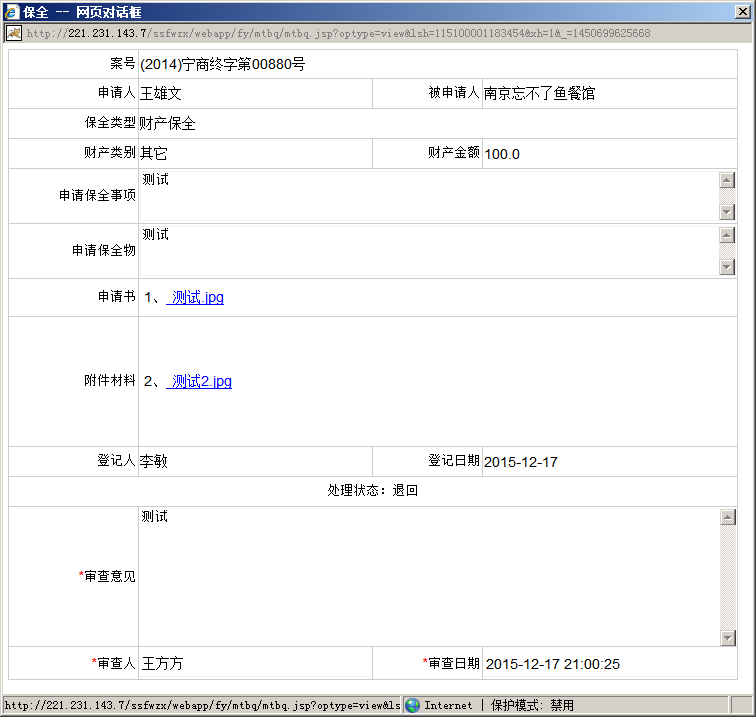 保全 -- 网页对话框
http://221.231.143.7/ssfwzx/webapp/fy/mtbq/mtbq.jsp?optype=view&lsh=115100001183454&xh=1&_=1450699625668
案号 (2014)宁商终字第00880号
申请人 王雄文 被申请人 南京忘不了鱼餐馆
保全类型 财产保全
财产类别 其它 财产金额 100.0
申请保全事项 测试
申请保全物 测试
申请书 1、 测试.jpg
附件材料 2、 测试2.jpg
登记人 李敏 登记日期 2015-12-17
处理状态：退回
*审查意见 测试
*审查人 王方方 *审查日期 2015-12-17 21:00:25
http://221.231.143.7/ssfwzx/webapp/fy/mtbq/mtbq.jsp?optype=view&ls Internet | 保护模式: 禁用